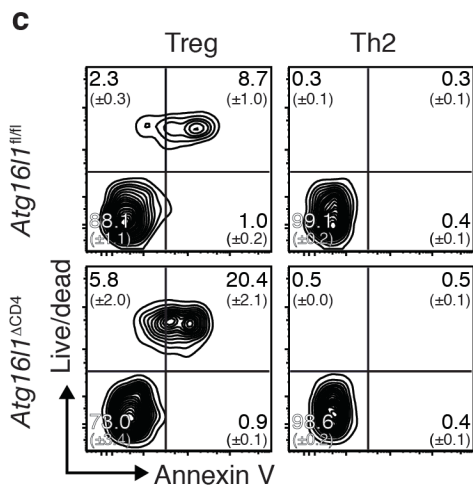 c
Treg Th2
Atg16l1fl/fl
2.3 8.7 0.3 0.3
(±0.3) (±1.0) (±0.1) (±0.1)
88.1 1.0 99.1 0.4
(±1.1) (±0.2) (±0.2) (±0.1)
Atg16l1ΔCD4
5.8 20.4 0.5 0.5
(±2.0) (±2.1) (±0.0) (±0.1)
73.0 0.9 98.6 0.4
(±3.4) (±0.1) (±0.2) (±0.1)
Live/dead
Annexin V